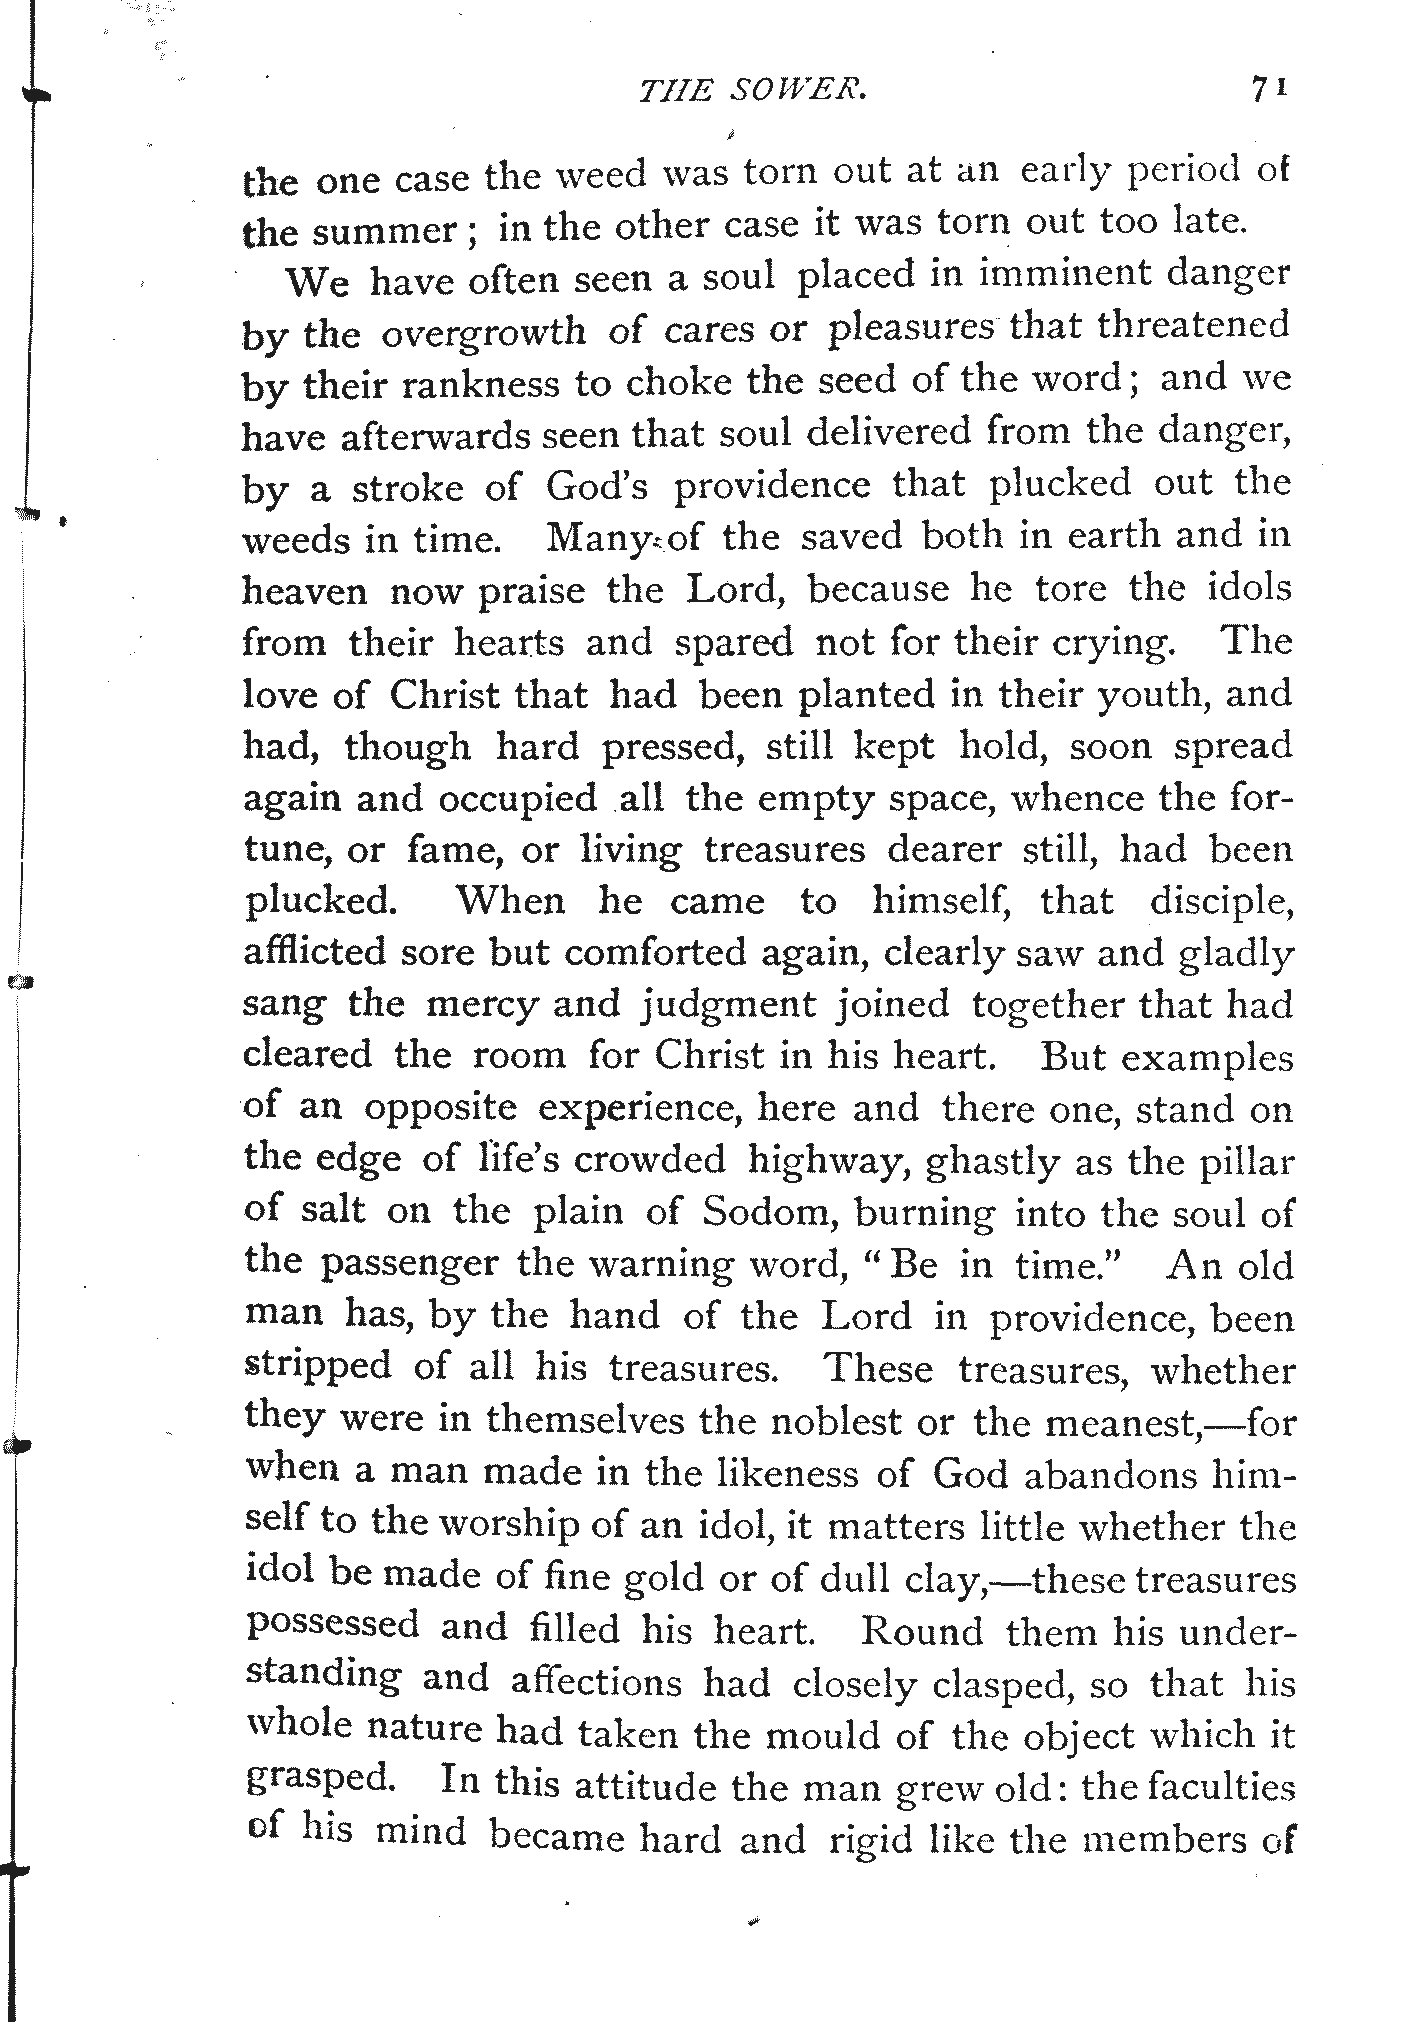 THE SOWER. 71
the one case the weed was torn out at an early period of
the summer ; in the other case it was torn out too late.
We have often seen a soul placed in imminent danger
by the overgrowth of cares or pleasures that threatened
by their rankness to choke the seed of the word; and we
have afterwards seen that soul delivered from the danger,
by a stroke of God's providence that plucked out the
weeds in time. Many of the saved both in earth and in
heaven now praise the Lord, because he tore the idols
from their hearts and spared not for their crying. The
love of Christ that had been planted in their youth, and
had, though hard pressed, still kept hold, soon spread
again and occupied all the empty space, whence the for-
tune, or fame, or living treasures dearer still, had been
plucked. When he came to himself, that disciple,
afflicted sore but comforted again, clearly saw and gladly
sang the mercy and judgment joined together that had
cleared the room for Christ in his heart. But examples
of an opposite experience, here and there one, stand on
the edge of life's crowded highway, ghastly as the pillar
of salt on the plain of Sodom, burning into the soul of
the passenger the warning word, “ Be in time.” An old
man has, by the hand of the Lord in providence, been
stripped of all his treasures. These treasures, whether
they were in themselves the noblest or the meanest,—for
when a man made in the likeness of God abandons him-
self to the worship of an idol, it matters little whether the
idol be made of fine gold or of dull clay,—these treasures
possessed and filled his heart. Round them his under-
standing and affections had closely clasped, so that his
whole nature had taken the mould of the object which it
grasped. In this attitude the man grew old: the faculties
of his mind became hard and rigid like the members of